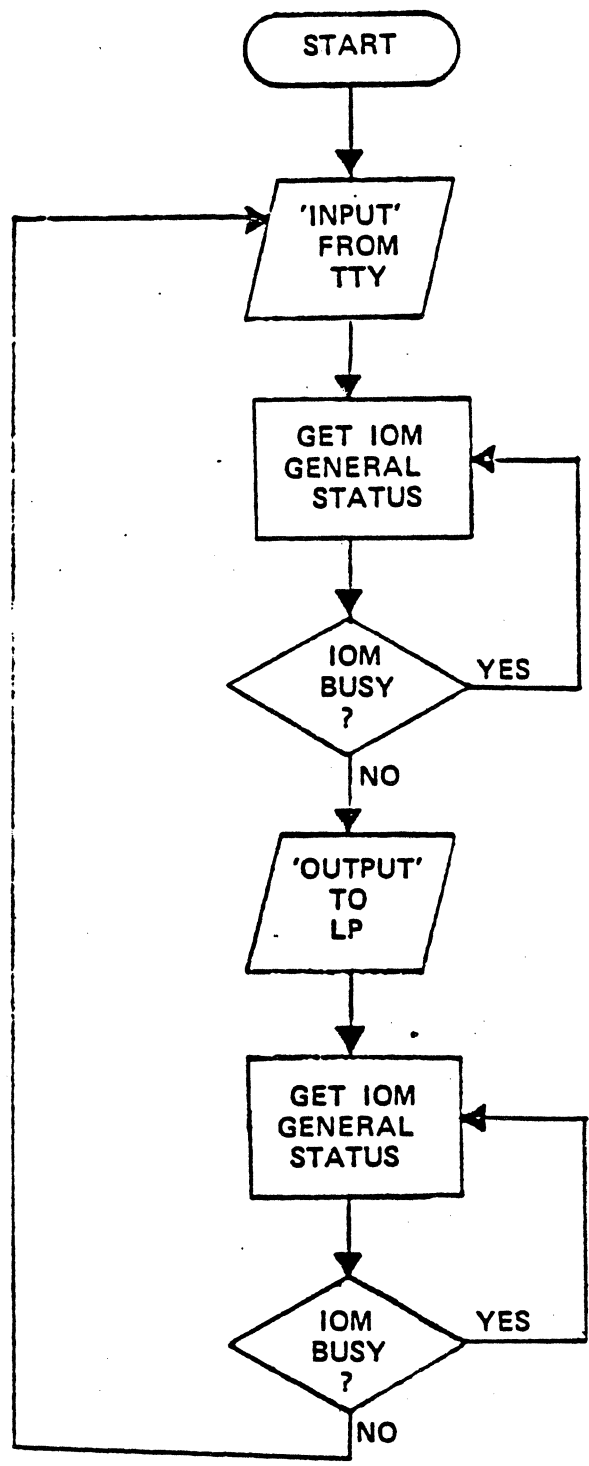 START
'INPUT'
FROM
TTY
GET IOM
GENERAL
STATUS
IOM
BUSY
?
YES
NO
'OUTPUT'
TO
LP
GET IOM
GENERAL
STATUS
IOM
BUSY
?
YES
NO